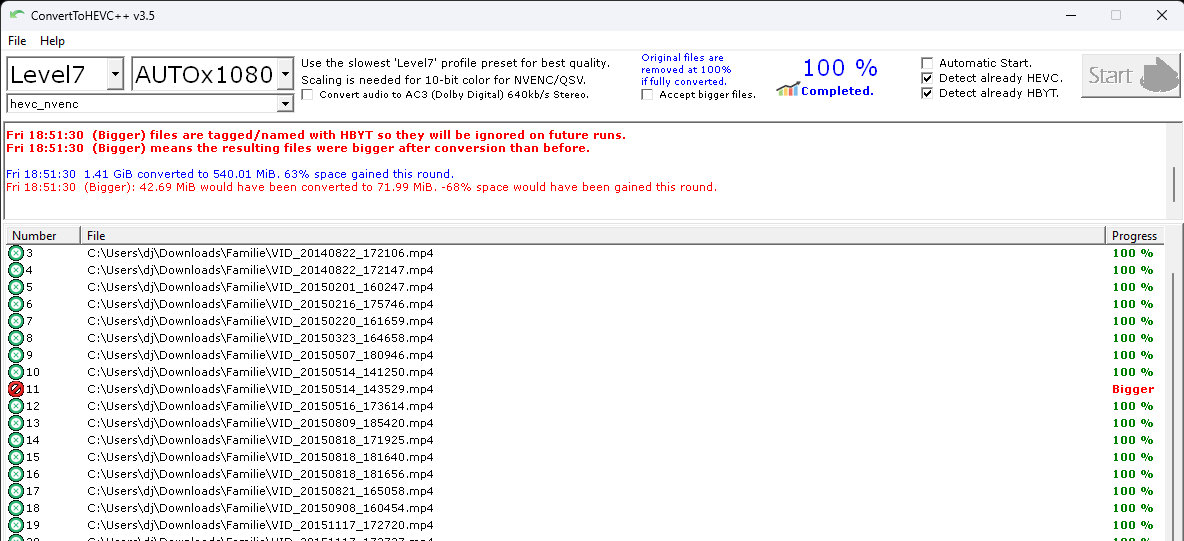 ConvertToHEVC++ v3.5
File Help
Level7
AUTOx1080
hevc_nvenc
Use the slowest 'Level7' profile preset for best quality.
Scaling is needed for 10-bit color for NVENC/QSV.
Convert audio to AC3 (Dolby Digital) 640kb/s Stereo.
Original files are
removed at 100%
if fully converted.
Accept bigger files.
100 %
Completed.
Automatic Start.
Detect already HEVC.
Detect already HBYT.
Start
Fri 18:51:30 (Bigger) files are tagged/named with HBYT so they will be ignored on future runs.
Fri 18:51:30 (Bigger) means the resulting files were bigger after conversion than before.
Fri 18:51:30 1.41 GiB converted to 540.01 MiB. 63% space gained this round.
Fri 18:51:30 (Bigger): 42.69 MiB would have been converted to 71.99 MiB. -68% space would have been gained this round.
Number File Progress
3 C:\Users\dj\Downloads\Familie\VID_20140822_172106.mp4 100 %
4 C:\Users\dj\Downloads\Familie\VID_20140822_172147.mp4 100 %
5 C:\Users\dj\Downloads\Familie\VID_20150201_160247.mp4 100 %
6 C:\Users\dj\Downloads\Familie\VID_20150216_175746.mp4 100 %
7 C:\Users\dj\Downloads\Familie\VID_20150220_161659.mp4 100 %
8 C:\Users\dj\Downloads\Familie\VID_20150323_164658.mp4 100 %
9 C:\Users\dj\Downloads\Familie\VID_20150507_180946.mp4 100 %
10 C:\Users\dj\Downloads\Familie\VID_20150514_141250.mp4 100 %
11 C:\Users\dj\Downloads\Familie\VID_20150514_143529.mp4 Bigger
12 C:\Users\dj\Downloads\Familie\VID_20150516_173614.mp4 100 %
13 C:\Users\dj\Downloads\Familie\VID_20150809_185420.mp4 100 %
14 C:\Users\dj\Downloads\Familie\VID_20150818_171925.mp4 100 %
15 C:\Users\dj\Downloads\Familie\VID_20150818_181640.mp4 100 %
16 C:\Users\dj\Downloads\Familie\VID_20150818_181656.mp4 100 %
17 C:\Users\dj\Downloads\Familie\VID_20150821_165058.mp4 100 %
18 C:\Users\dj\Downloads\Familie\VID_20150908_160454.mp4 100 %
19 C:\Users\dj\Downloads\Familie\VID_20151117_172720.mp4 100 %